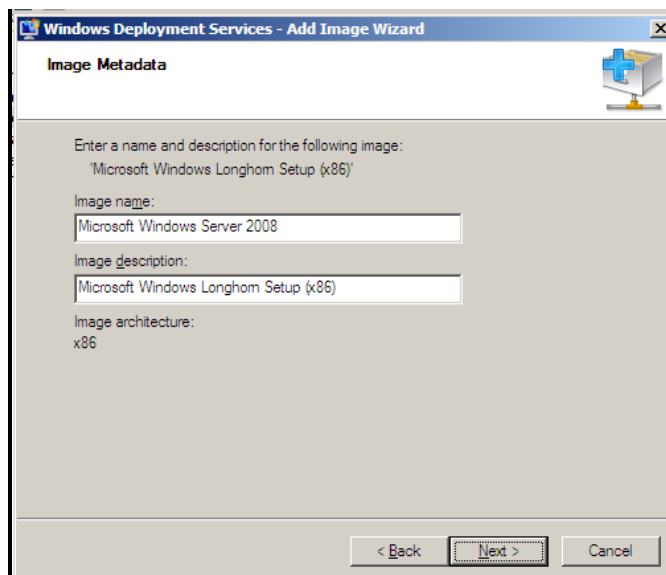 Windows Deployment Services - Add Image Wizard
Image Metadata
Enter a name and description for the following image:
'Microsoft Windows Longhorn Setup (x86)'
Image name:
Microsoft Windows Server 2008
Image description:
Microsoft Windows Longhorn Setup (x86)
Image architecture:
x86
< Back Next > Cancel